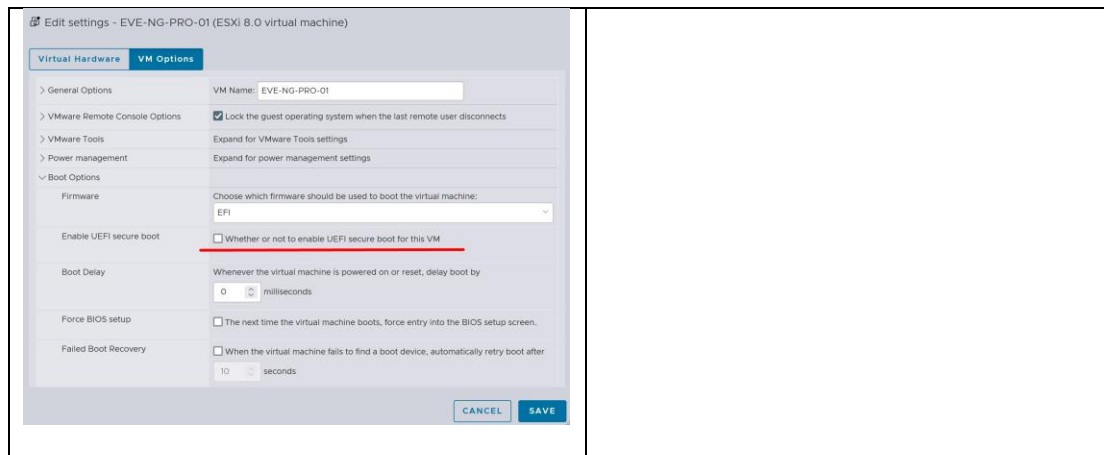 Edit settings - EVE-NG-PRO-01 (ESXi 8.0 virtual machine)
Virtual Hardware VM Options
General Options VM Name: EVE-NG-PRO-01
VMware Remote Console Options Lock the guest operating system when the last remote user disconnects
VMware Tools Expand for VMware Tools settings
Power management Expand for power management settings
Boot Options
Firmware Choose which firmware should be used to boot the virtual machine:
EFI
Enable UEFI secure boot Whether or not to enable UEFI secure boot for this VM
Boot Delay Whenever the virtual machine is powered on or reset, delay boot by
0 milliseconds
Force BIOS setup The next time the virtual machine boots, force entry into the BIOS setup screen.
Failed Boot Recovery When the virtual machine fails to find a boot device, automatically retry boot after
10 seconds
CANCEL SAVE